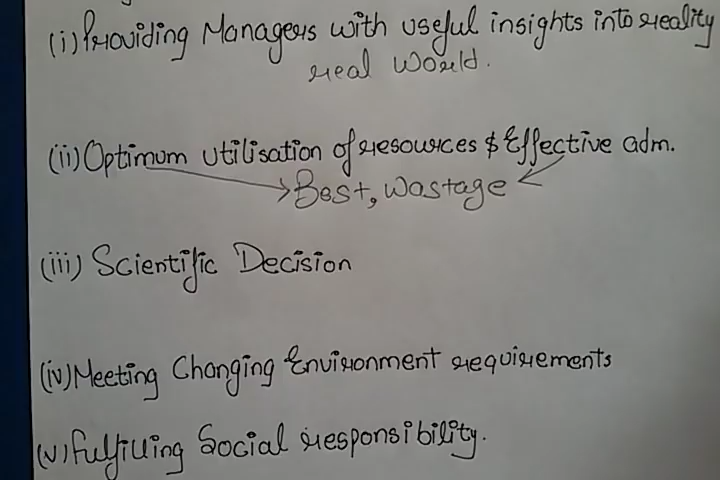 (i) Providing Managers with useful insights into reality
real World.
(ii) Optimum utilisation of resources & Effective adm.
Best, Wastage
(iii) Scientific Decision
(iv) Meeting Changing Environment requirements
(v) Fulfilling Social responsibility.